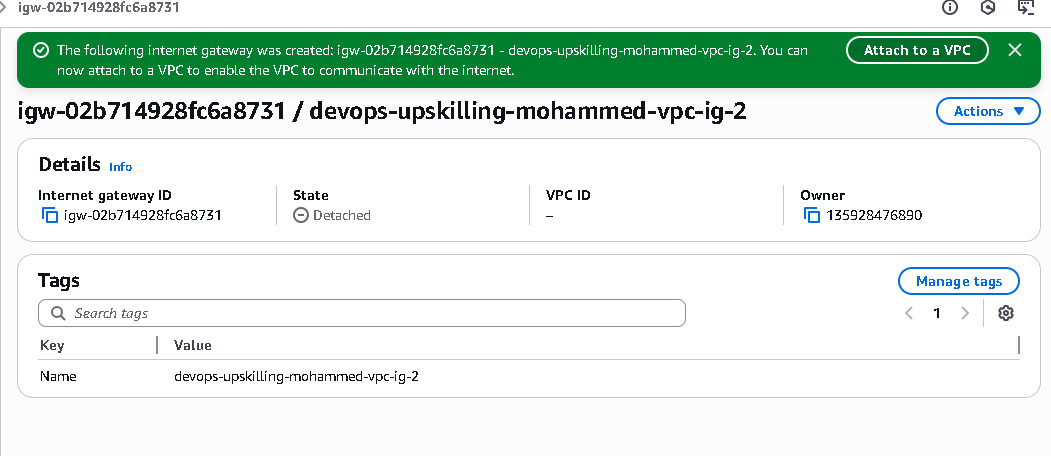 igw-02b714928fc6a8731
The following internet gateway was created: igw-02b714928fc6a8731 - devops-upskilling-mohammed-vpc-ig-2. You can
now attach to a VPC to enable the VPC to communicate with the internet.
Attach to a VPC
igw-02b714928fc6a8731 / devops-upskilling-mohammed-vpc-ig-2
Actions
Details Info
Internet gateway ID
igw-02b714928fc6a8731
State
Detached
VPC ID
–
Owner
135928476890
Tags
Manage tags
Search tags
1
Key Value
Name devops-upskilling-mohammed-vpc-ig-2